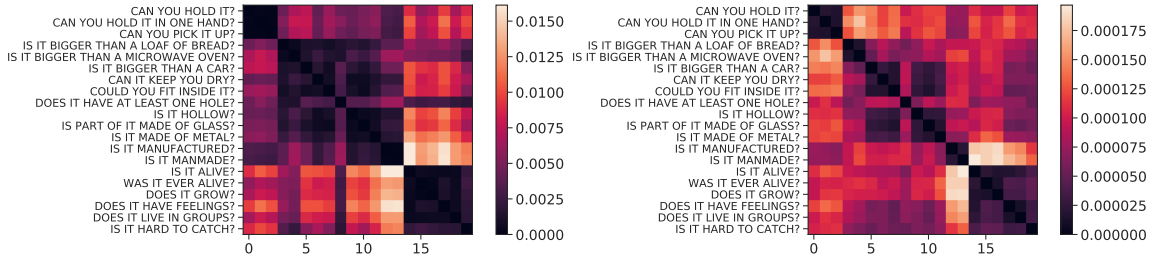 CAN YOU HOLD IT?
CAN YOU HOLD IT IN ONE HAND?
CAN YOU PICK IT UP?
IS IT BIGGER THAN A LOAF OF BREAD?
IS IT BIGGER THAN A MICROWAVE OVEN?
IS IT BIGGER THAN A CAR?
CAN IT KEEP YOU DRY?
COULD YOU FIT INSIDE IT?
DOES IT HAVE AT LEAST ONE HOLE?
IS IT HOLLOW?
IS PART OF IT MADE OF GLASS?
IS IT MADE OF METAL?
IS IT MANUFACTURED?
IS IT MANMADE?
IS IT ALIVE?
WAS IT EVER ALIVE?
DOES IT GROW?
DOES IT HAVE FEELINGS?
DOES IT LIVE IN GROUPS?
IS IT HARD TO CATCH?
0 5 10 15
0.0150
0.0125
0.0100
0.0075
0.0050
0.0025
0.0000
CAN YOU HOLD IT?
CAN YOU HOLD IT IN ONE HAND?
CAN YOU PICK IT UP?
IS IT BIGGER THAN A LOAF OF BREAD?
IS IT BIGGER THAN A MICROWAVE OVEN?
IS IT BIGGER THAN A CAR?
CAN IT KEEP YOU DRY?
COULD YOU FIT INSIDE IT?
DOES IT HAVE AT LEAST ONE HOLE?
IS IT HOLLOW?
IS PART OF IT MADE OF GLASS?
IS IT MADE OF METAL?
IS IT MANUFACTURED?
IS IT MANMADE?
IS IT ALIVE?
WAS IT EVER ALIVE?
DOES IT GROW?
DOES IT HAVE FEELINGS?
DOES IT LIVE IN GROUPS?
IS IT HARD TO CATCH?
0 5 10 15
0.000175
0.000150
0.000125
0.000100
0.000075
0.000050
0.000025
0.000000